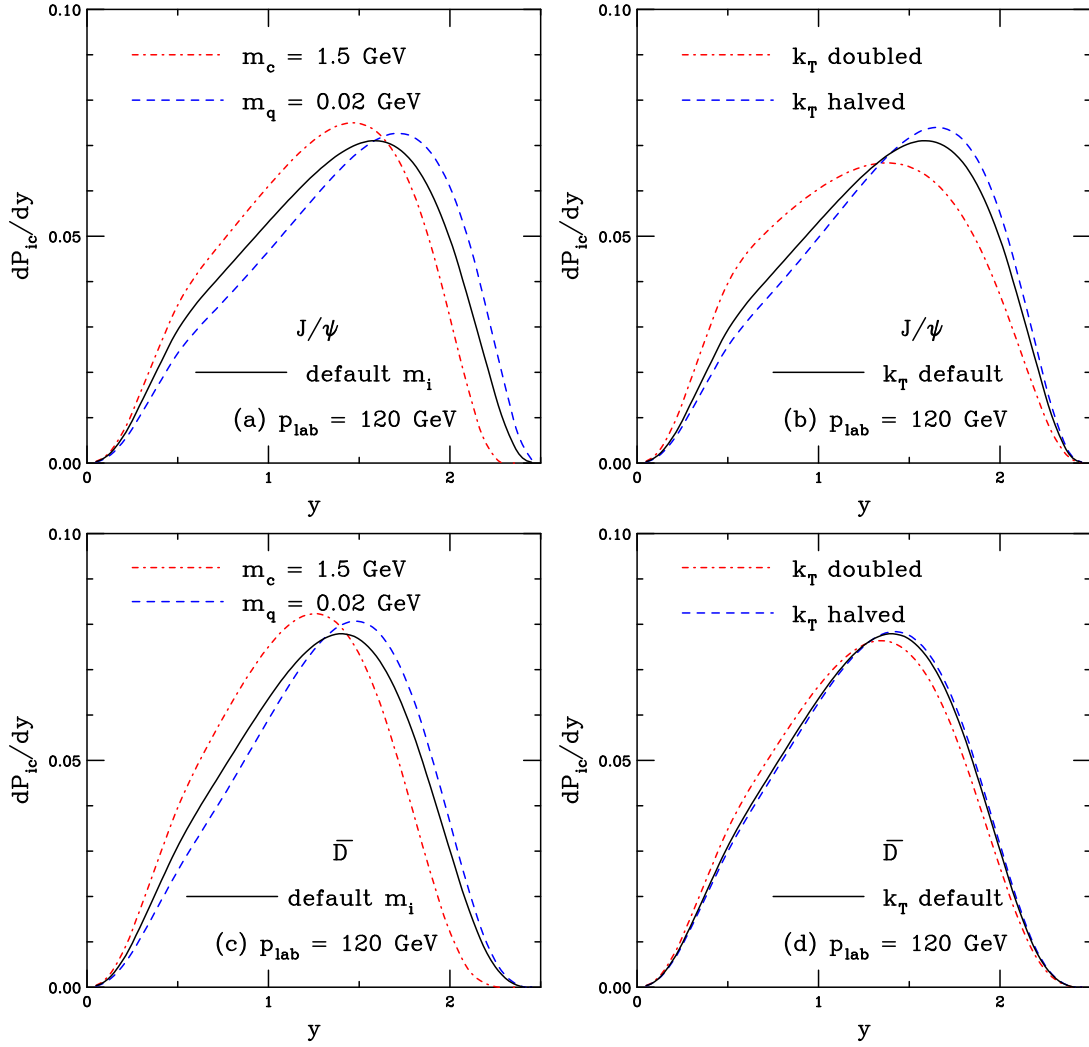 0.10
m_c = 1.5 GeV
m_q = 0.02 GeV
dP_ic/dy
0.05
J/ψ
default m_i
(a) p_lab = 120 GeV
0.00
0 1 2
y
k_T doubled
k_T halved
dP_ic/dy
0.10
0.05
J/ψ
k_T default
(b) p_lab = 120 GeV
0.00
0 1 2
y
0.10
m_c = 1.5 GeV
m_q = 0.02 GeV
dP_ic/dy
0.05
D̅
default m_i
(c) p_lab = 120 GeV
0.00
0 1 2
y
0.10
k_T doubled
k_T halved
dP_ic/dy
0.05
D̅
k_T default
(d) p_lab = 120 GeV
0.00
0 1 2
y